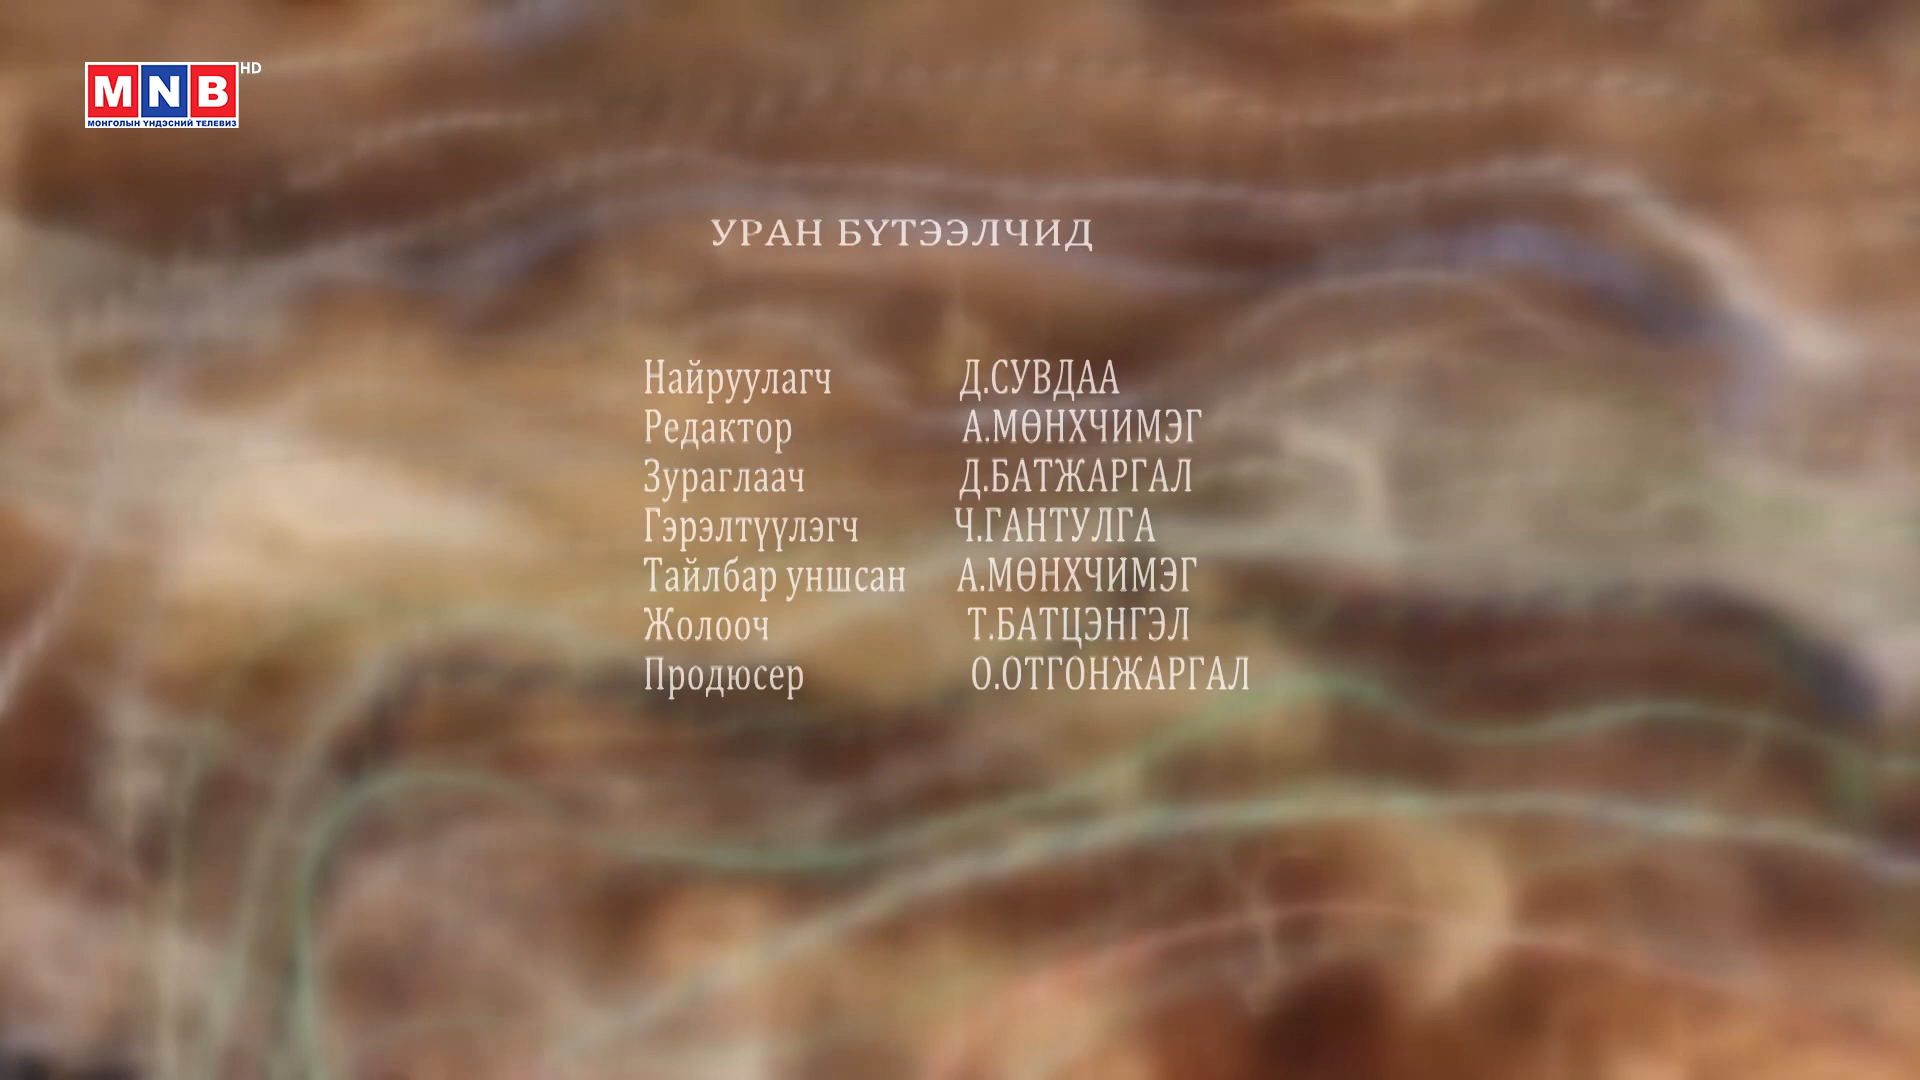 MNB HD
МОНГОЛЫН ҮНДЭСНИЙ ТЕЛЕВИЗ
УРАН БҮТЭЭЛЧИД
Найруулагч Д.СУВДАА
Редактор А.МӨНХЧИМЭГ
Зураглаач Д.БАТЖАРГАЛ
Гэрэлтүүлэгч Ч.ГАНТУЛГА
Тайлбар уншсан А.МӨНХЧИМЭГ
Жолооч Т.БАТЦЭНГЭЛ
Продюсер О.ОТГОНЖАРГАЛ